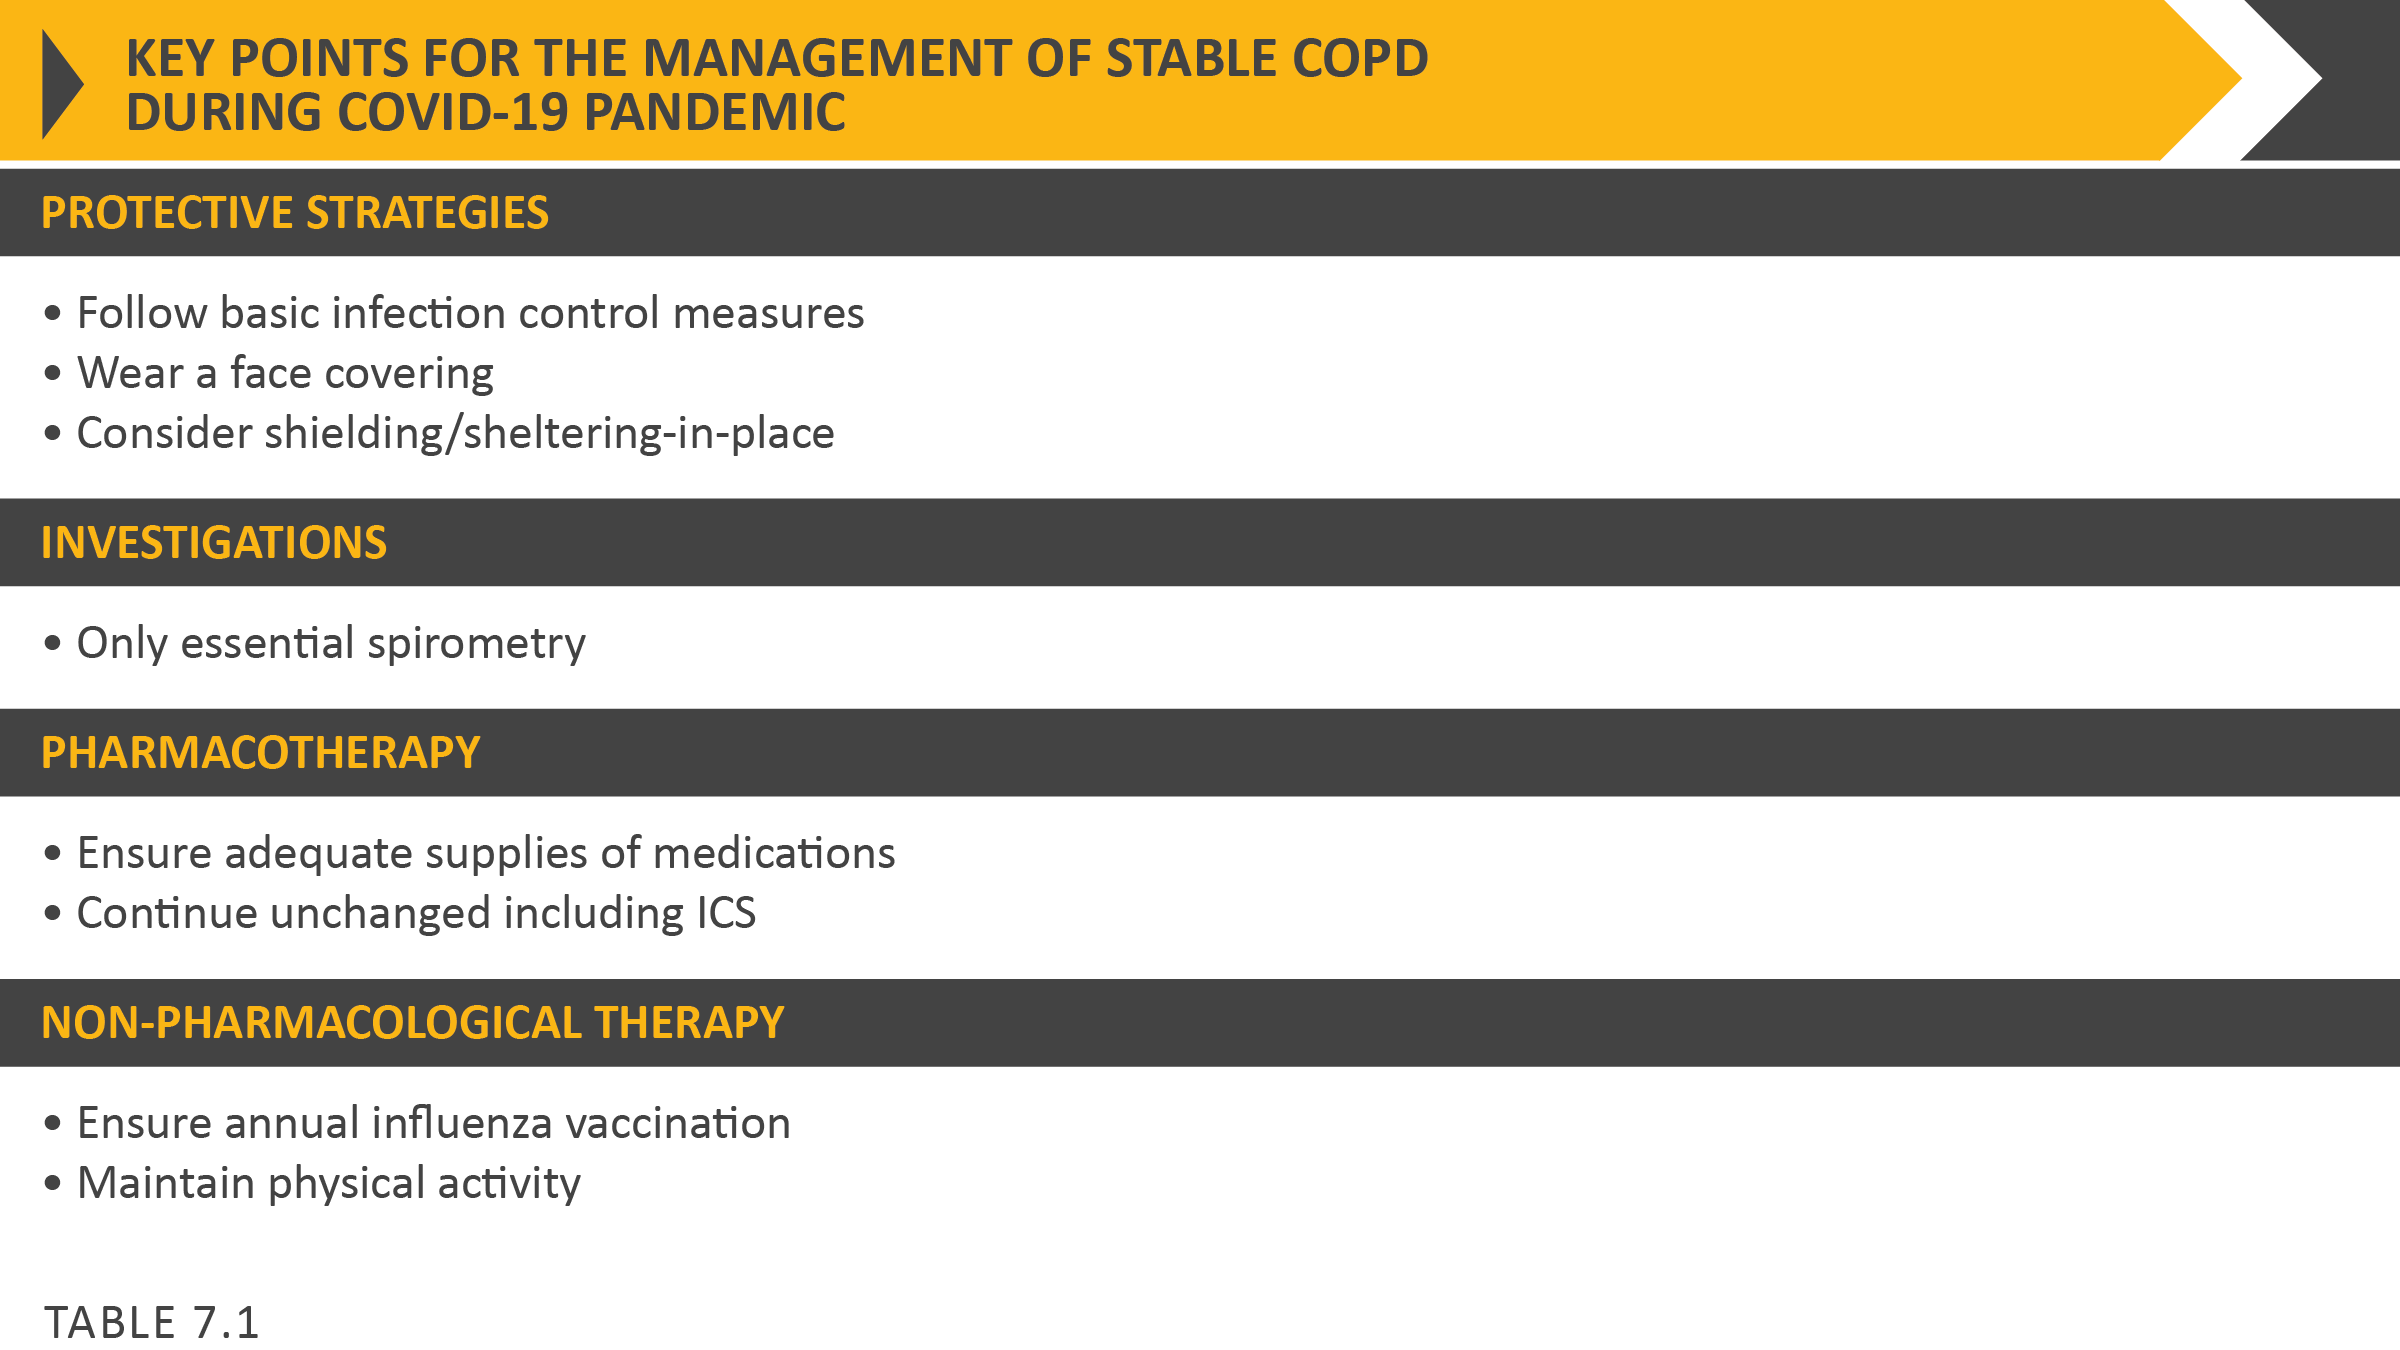 KEY POINTS FOR THE MANAGEMENT OF STABLE COPD
DURING COVID-19 PANDEMIC
PROTECTIVE STRATEGIES
• Follow basic infection control measures
• Wear a face covering
• Consider shielding/sheltering-in-place
INVESTIGATIONS
• Only essential spirometry
PHARMACOTHERAPY
• Ensure adequate supplies of medications
• Continue unchanged including ICS
NON-PHARMACOLOGICAL THERAPY
• Ensure annual influenza vaccination
• Maintain physical activity
TABLE 7.1